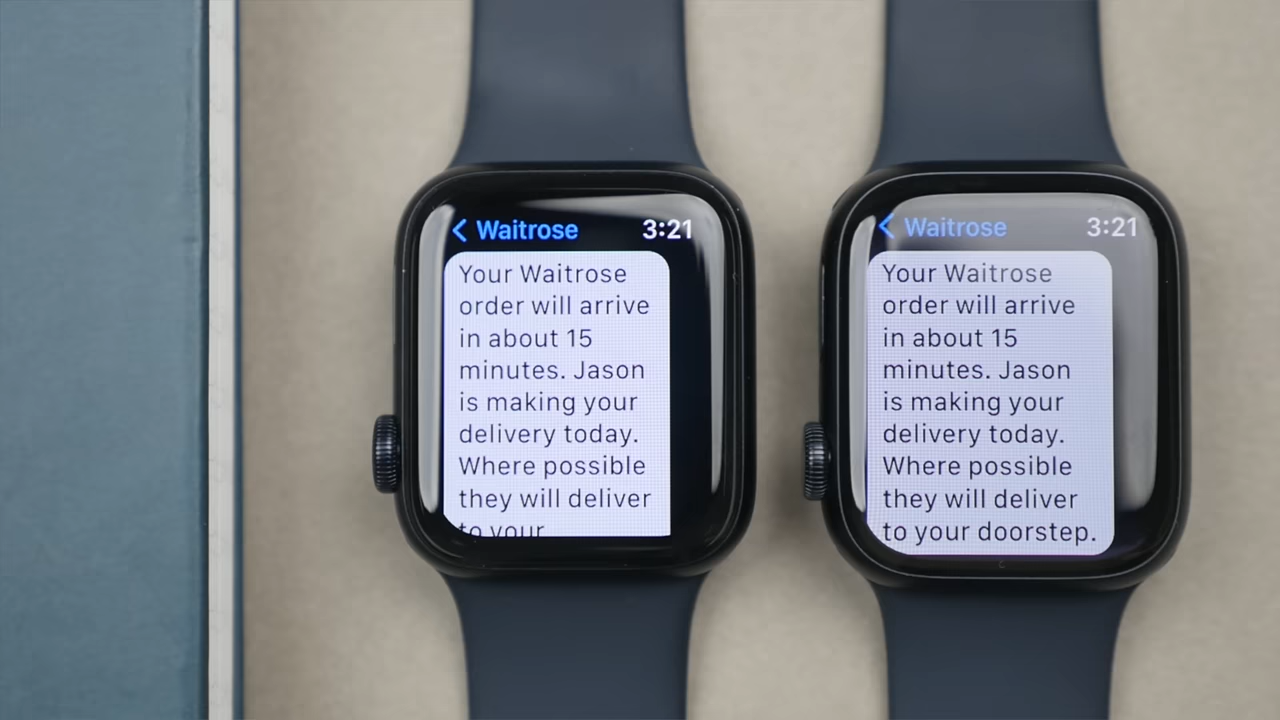 < Waitrose 3:21
Your Waitrose
order will arrive
in about 15
minutes. Jason
is making your
delivery today.
Where possible
they will deliver
to your
< Waitrose 3:21
Your Waitrose
order will arrive
in about 15
minutes. Jason
is making your
delivery today.
Where possible
they will deliver
to your doorstep.